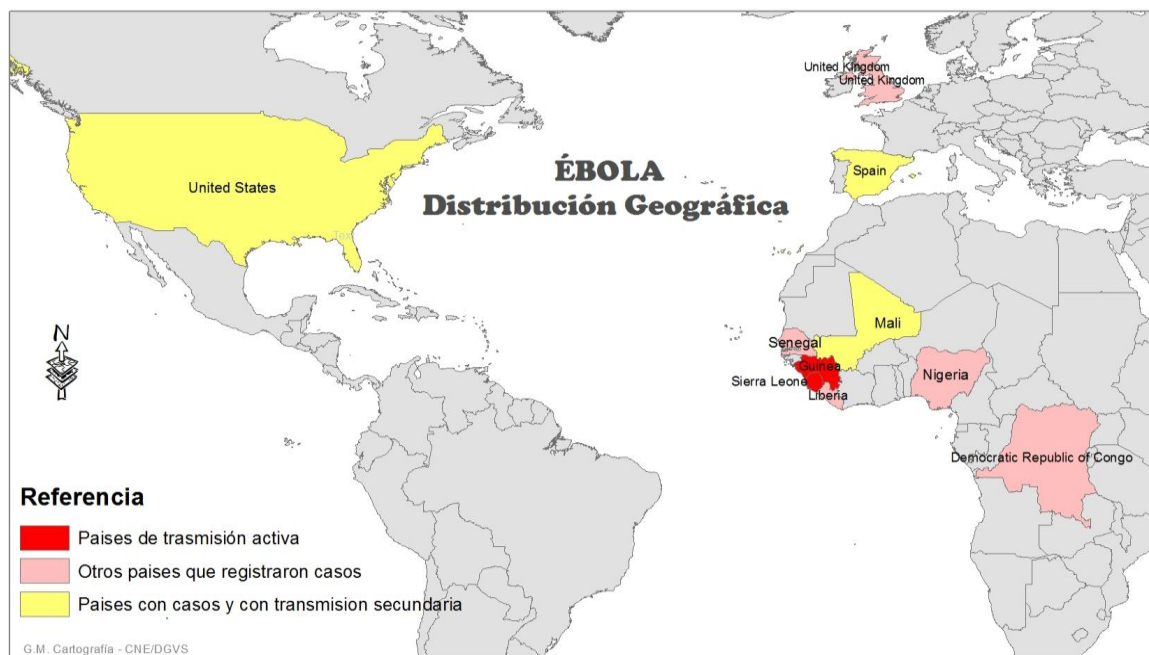 United Kingdom
United Kingdom
ÉBOLA
Distribución Geográfica
Spain
United States
Tex
N
Mali
Senegal
Guinea
Sierra Leone
Liberia
Nigeria
Democratic Republic of Congo
Referencia
Paises de trasmisión activa
Otros paises que registraron casos
Paises con casos y con transmision secundaria
G.M. Cartografía - CNE/DGVS